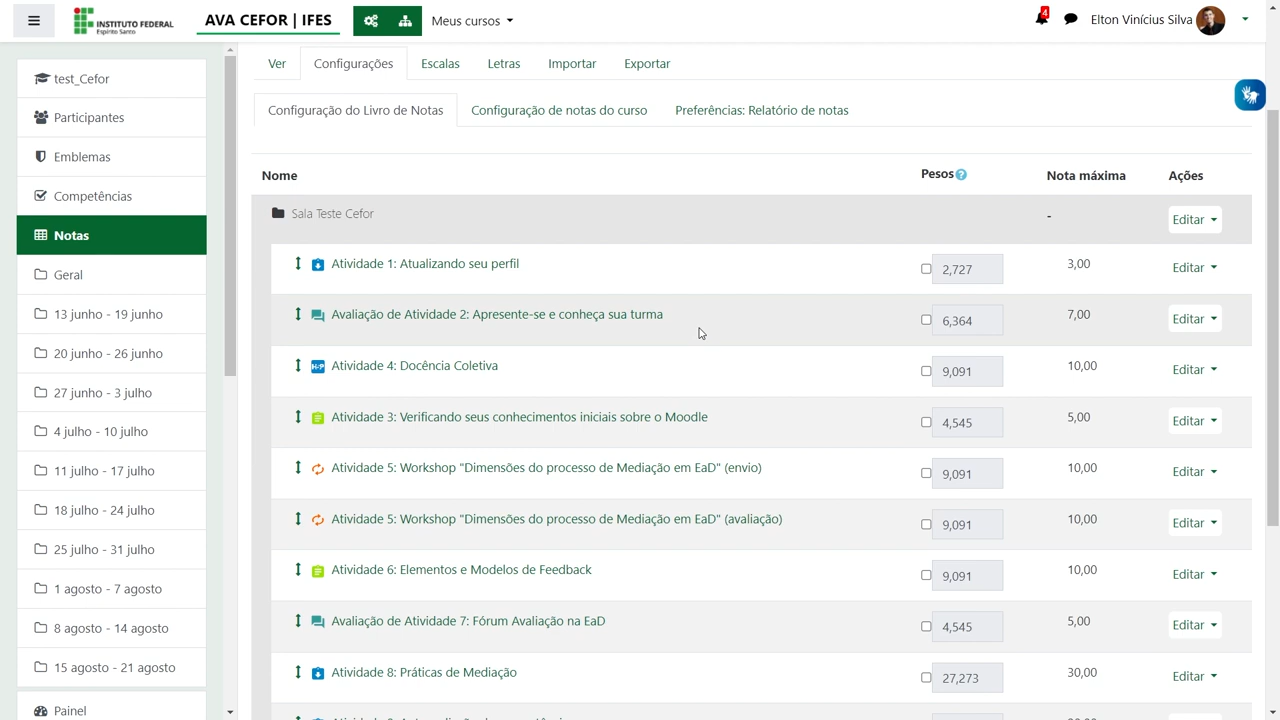 INSTITUTO FEDERAL
Espírito Santo
AVA CEFOR | IFES
Meus cursos
4
Elton Vinícius Silva
test_Cefor
Participantes
Emblemas
Competências
Notas
Geral
13 junho - 19 junho
20 junho - 26 junho
27 junho - 3 julho
4 julho - 10 julho
11 julho - 17 julho
18 julho - 24 julho
25 julho - 31 julho
1 agosto - 7 agosto
8 agosto - 14 agosto
15 agosto - 21 agosto
Painel
Ver Configurações Escalas Letras Importar Exportar
Configuração do Livro de Notas Configuração de notas do curso Preferências: Relatório de notas
Nome Pesos ? Nota máxima Ações
Sala Teste Cefor - Editar
Atividade 1: Atualizando seu perfil 2,727 3,00 Editar
Avaliação de Atividade 2: Apresente-se e conheça sua turma 6,364 7,00 Editar
H-P Atividade 4: Docência Coletiva 9,091 10,00 Editar
Atividade 3: Verificando seus conhecimentos iniciais sobre o Moodle 4,545 5,00 Editar
Atividade 5: Workshop "Dimensões do processo de Mediação em EaD" (envio) 9,091 10,00 Editar
Atividade 5: Workshop "Dimensões do processo de Mediação em EaD" (avaliação) 9,091 10,00 Editar
Atividade 6: Elementos e Modelos de Feedback 9,091 10,00 Editar
Avaliação de Atividade 7: Fórum Avaliação na EaD 4,545 5,00 Editar
Atividade 8: Práticas de Mediação 27,273 30,00 Editar